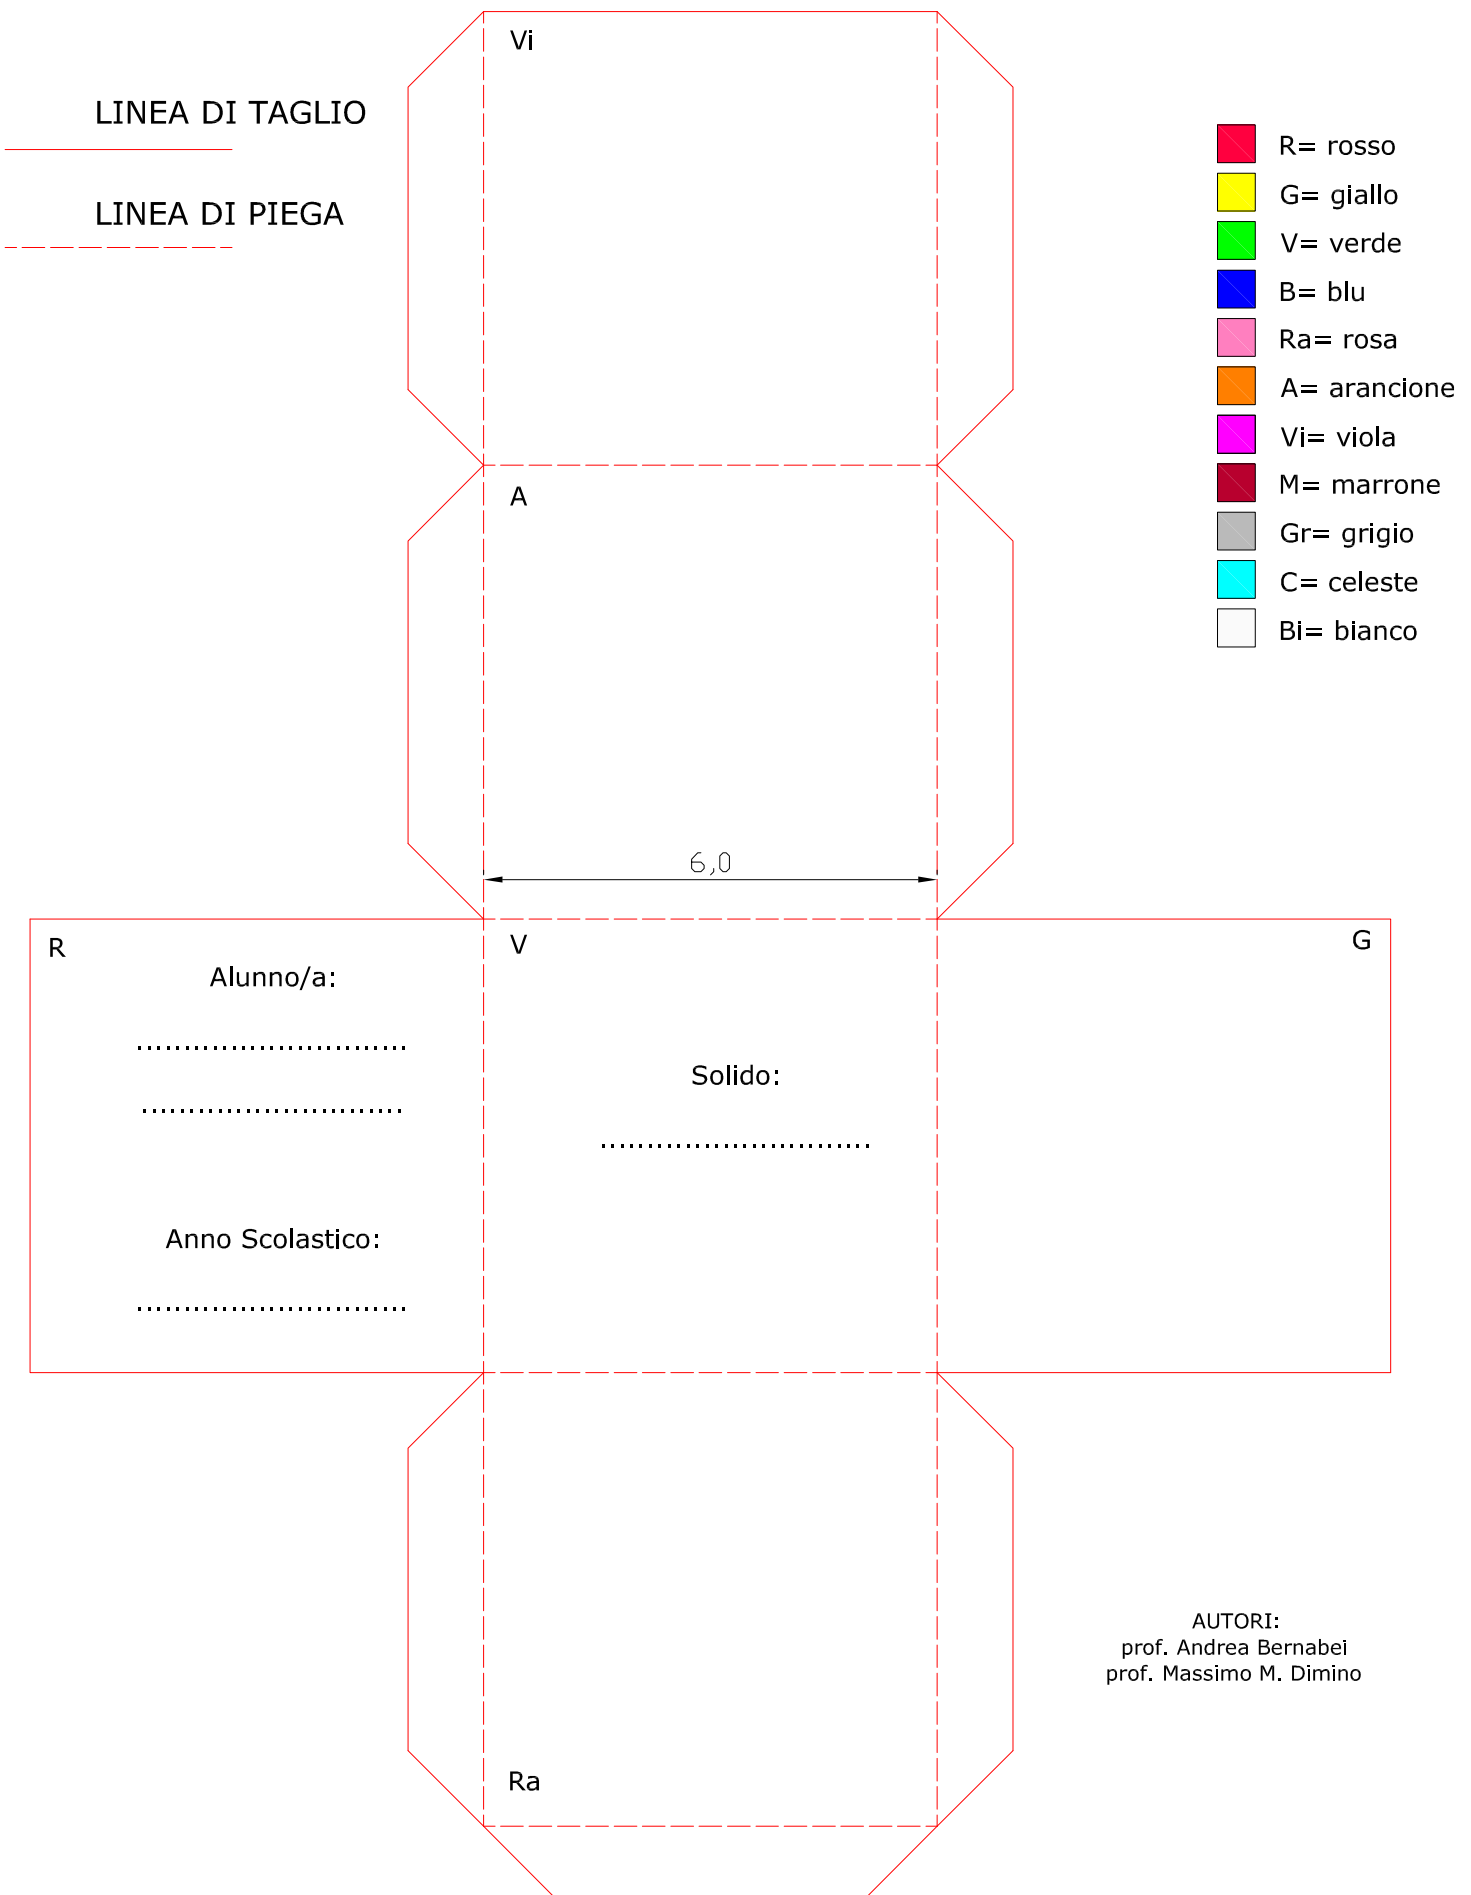 Vi
LINEA DI TAGLIO
LINEA DI PIEGA
R= rosso
G= giallo
V= verde
B= blu
Ra= rosa
A= arancione
Vi= viola
M= marrone
Gr= grigio
C= celeste
Bi= bianco
A
6,0
R
V
G
Alunno/a:
............................
...........................
Solido:
............................
Anno Scolastico:
............................
AUTORI:
prof. Andrea Bernabei
prof. Massimo M. Dimino
Ra